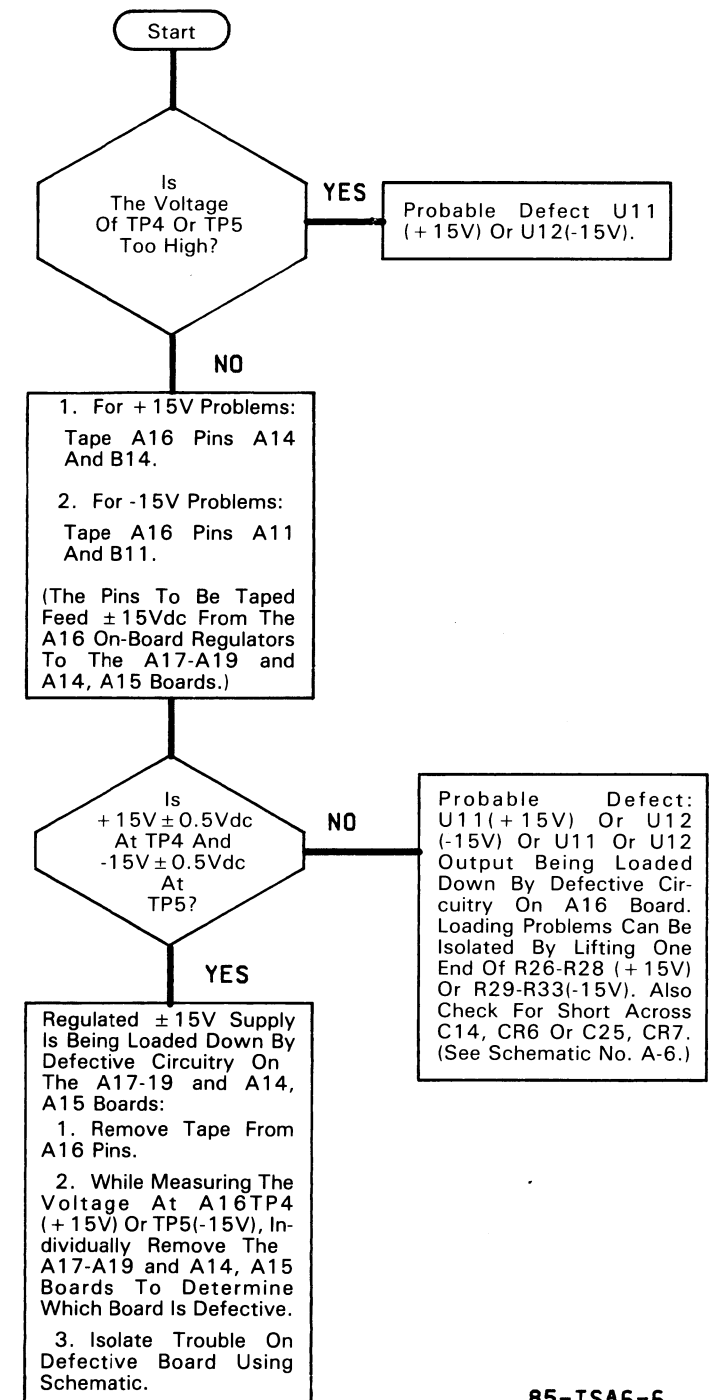 Start
Is
The Voltage
Of TP4 Or TP5
Too High?
YES
Probable Defect U11
(+15V) Or U12(-15V).
NO
1. For +15V Problems:
Tape A16 Pins A14
And B14.
2. For -15V Problems:
Tape A16 Pins A11
And B11.
(The Pins To Be Taped
Feed ±15Vdc From The
A16 On-Board Regulators
To The A17-A19 and
A14, A15 Boards.)
Is
+15V±0.5Vdc
At TP4 And
-15V±0.5Vdc
At
TP5?
NO
Probable Defect:
U11(+15V) Or U12
(-15V) Or U11 Or U12
Output Being Loaded
Down By Defective Cir-
cuitry On A16 Board.
Loading Problems Can Be
Isolated By Lifting One
End Of R26-R28 (+15V)
Or R29-R33(-15V). Also
Check For Short Across
C14, CR6 Or C25, CR7.
(See Schematic No. A-6.)
YES
Regulated ±15V Supply
Is Being Loaded Down By
Defective Circuitry On
The A17-19 and A14,
A15 Boards:
1. Remove Tape From
A16 Pins.
2. While Measuring The
Voltage At A16TP4
(+15V) Or TP5(-15V), In-
dividually Remove The
A17-A19 and A14, A15
Boards To Determine
Which Board Is Defective.
3. Isolate Trouble On
Defective Board Using
Schematic.
85-TSA6-6